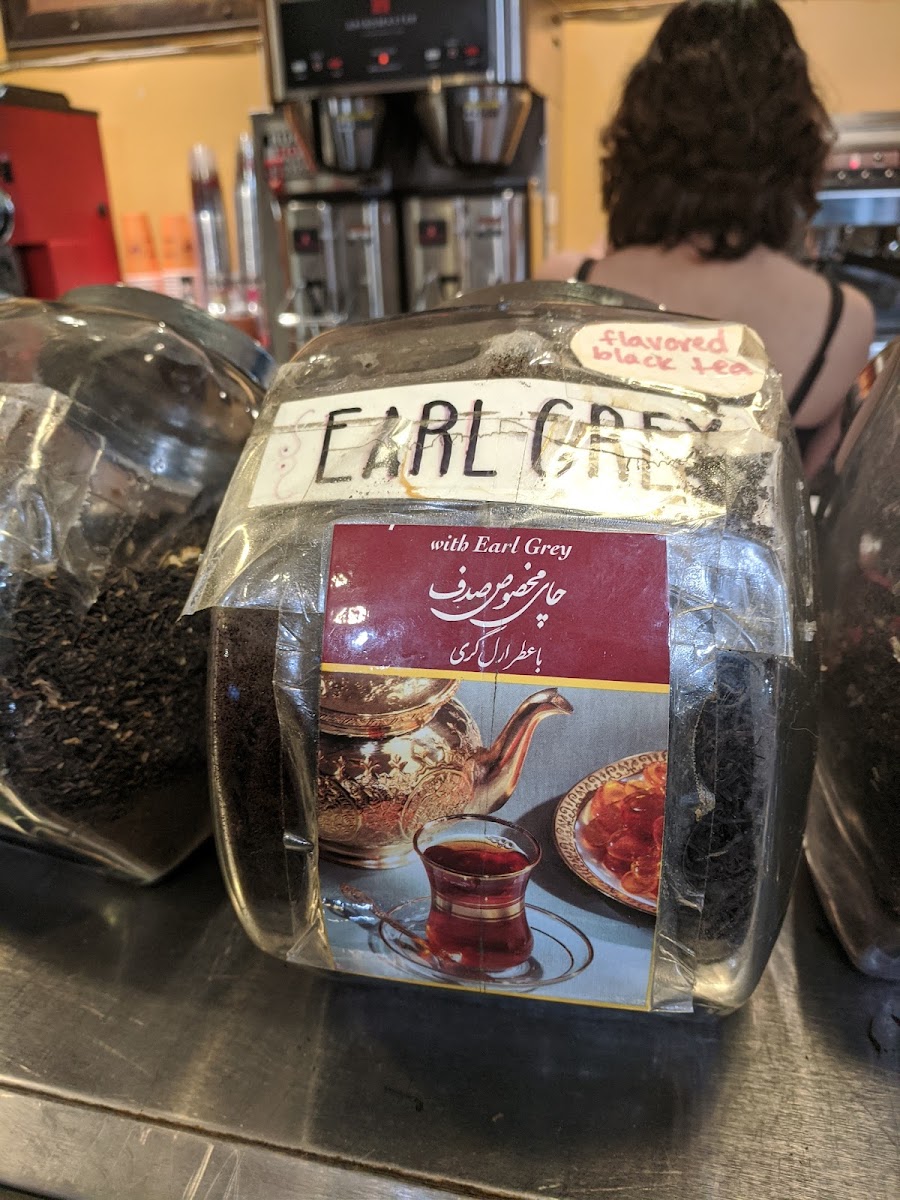 flavored
black tea
EARL GREY
with Earl Grey
چای مخصوص صدف
با عطر ارل گری